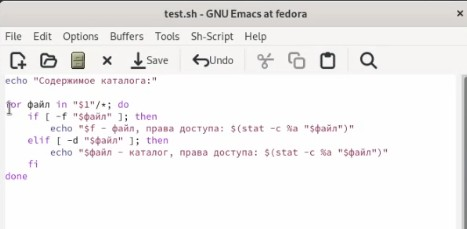 test.sh - GNU Emacs at fedora
File Edit Options Buffers Tools Sh-Script Help
Save Undo
echo "Содержимое каталога:"
for файл in "$1"/*; do
if [ -f "$файл" ]; then
echo "$f - файл, права доступа: $(stat -c %a "$файл")"
elif [ -d "$файл" ]; then
echo "$файл - каталог, права доступа: $(stat -c %a "$файл")"
fi
done